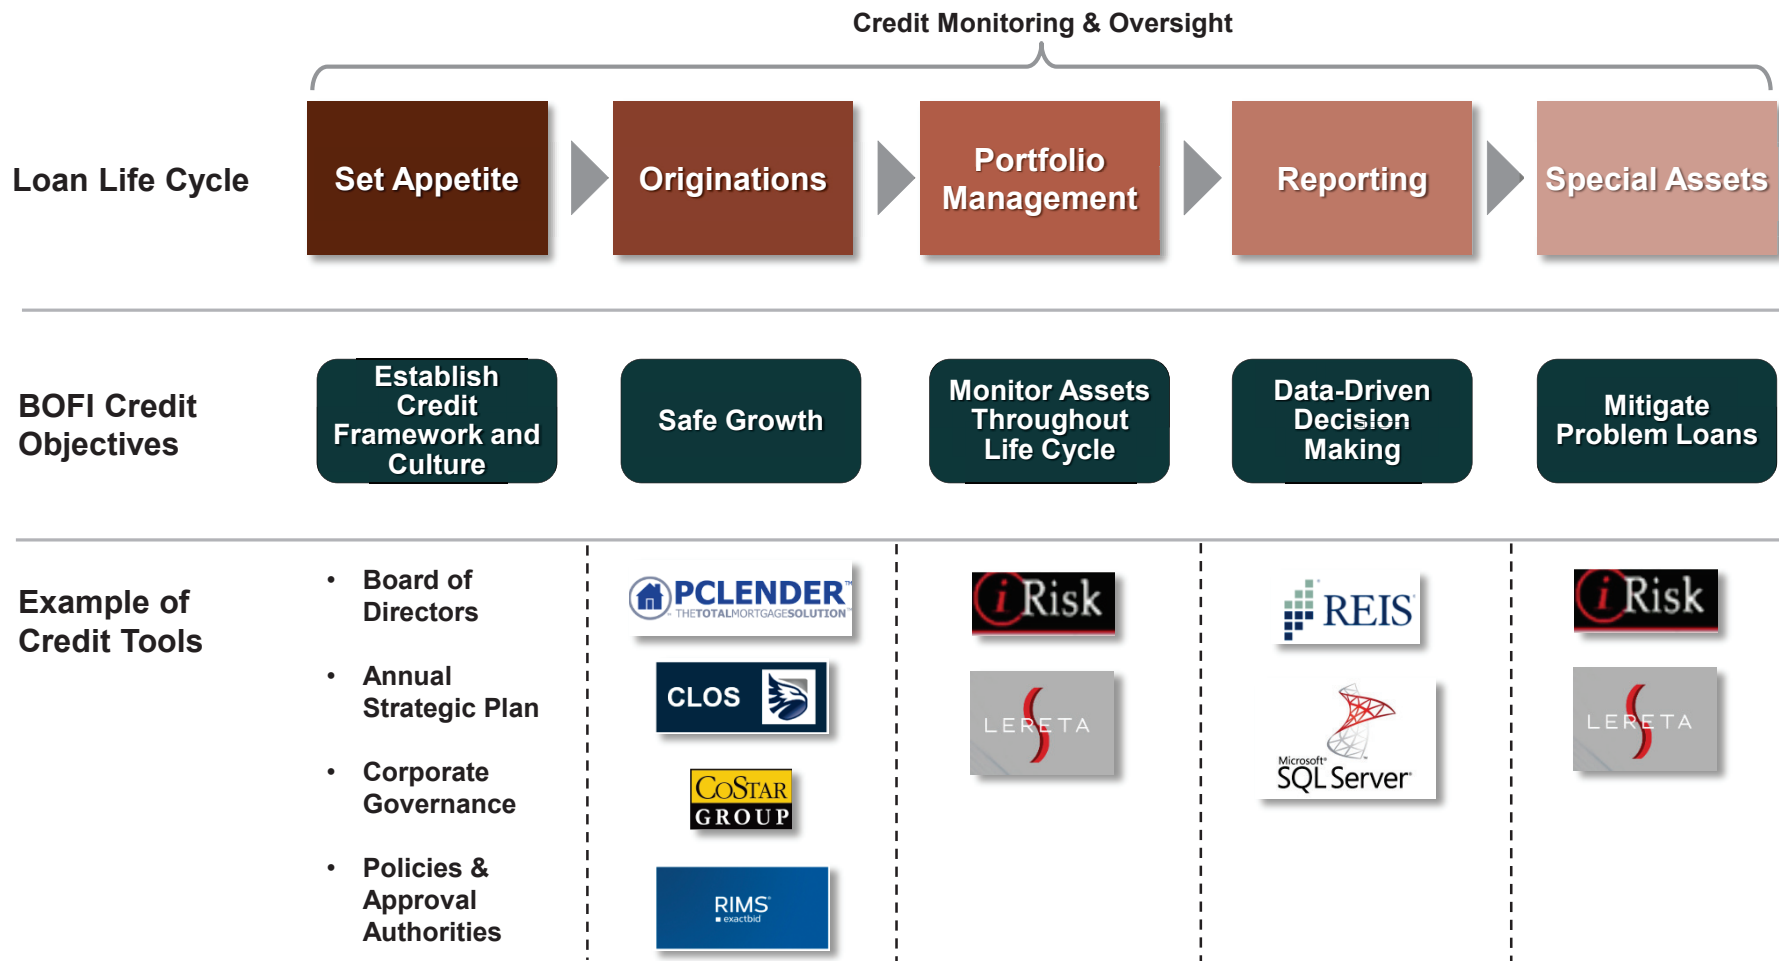 Credit Monitoring & Oversight
Loan Life Cycle
Set Appetite
Originations
Portfolio
Management
Reporting
Special Assets
BOFI Credit
Objectives
Establish
Credit
Framework and
Culture
Safe Growth
Monitor Assets
Throughout
Life Cycle
Data-Driven
Decision
Making
Mitigate
Problem Loans
Example of
Credit Tools
• Board of
Directors
• Annual
Strategic Plan
• Corporate
Governance
• Policies &
Approval
Authorities
PCLENDER™
THETOTALMORTGAGESOLUTION
CLOS
COSTAR
GROUP
RIMS
exactbid
iRisk
LERETA
REIS
Microsoft®
SQL Server
iRisk
LERETA